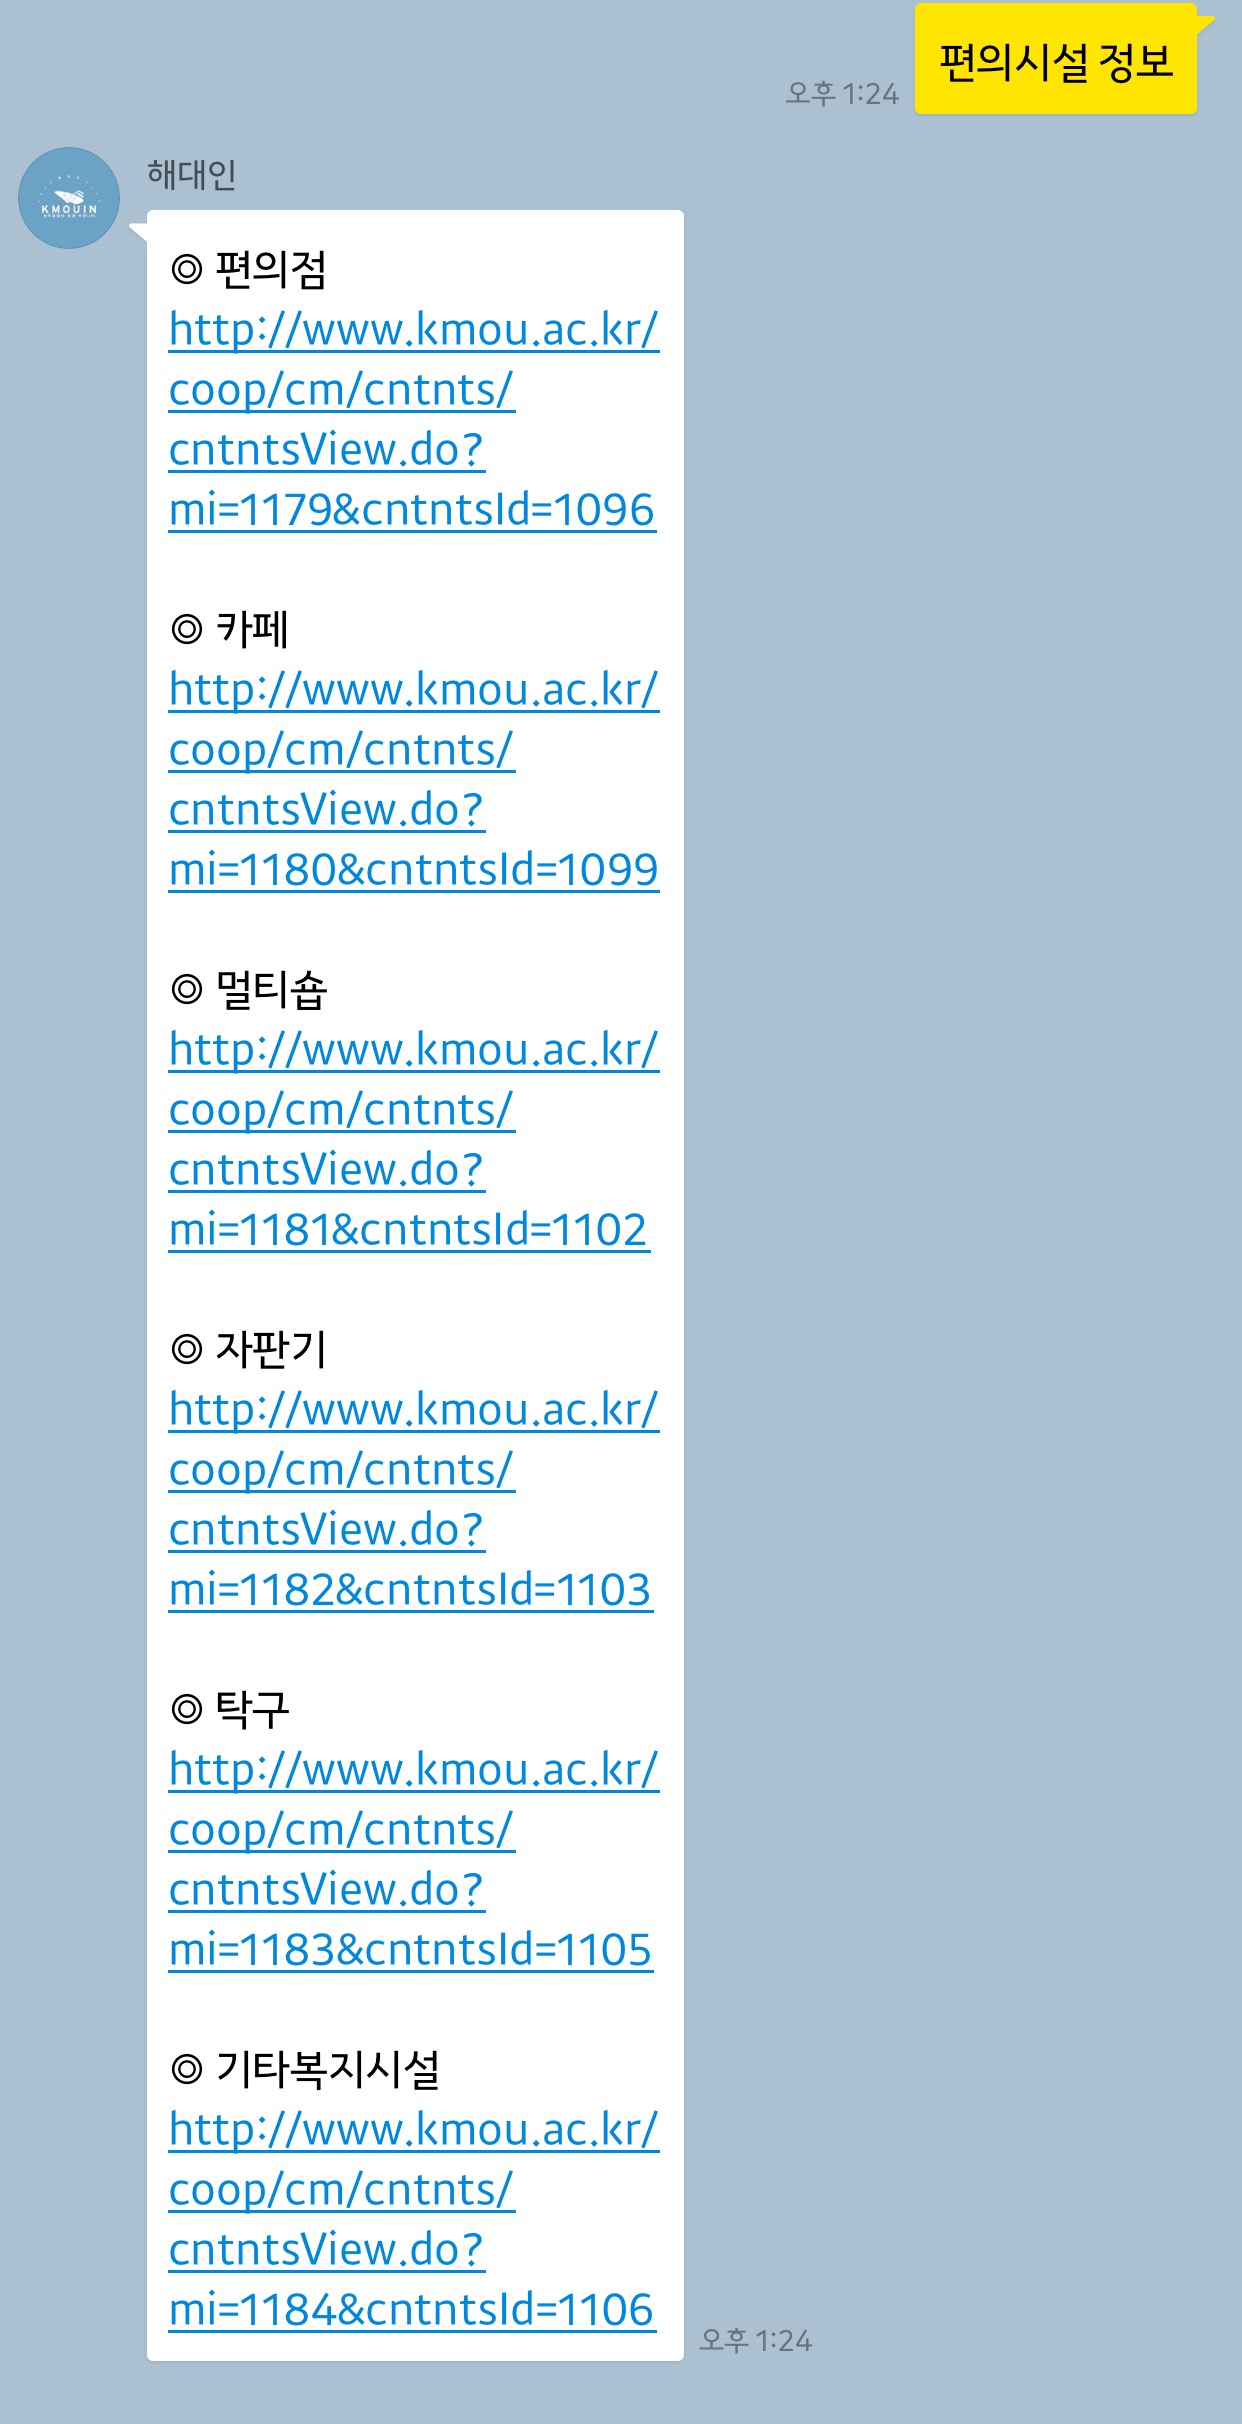 편의시설 정보
오후 1:24
해대인
KMOUIN
◎ 편의점
http://www.kmou.ac.kr/
coop/cm/cntnts/
cntntsView.do?
mi=1179&cntntsId=1096
◎ 카페
http://www.kmou.ac.kr/
coop/cm/cntnts/
cntntsView.do?
mi=1180&cntntsId=1099
◎ 멀티숍
http://www.kmou.ac.kr/
coop/cm/cntnts/
cntntsView.do?
mi=1181&cntntsId=1102
◎ 자판기
http://www.kmou.ac.kr/
coop/cm/cntnts/
cntntsView.do?
mi=1182&cntntsId=1103
◎ 탁구
http://www.kmou.ac.kr/
coop/cm/cntnts/
cntntsView.do?
mi=1183&cntntsId=1105
◎ 기타복지시설
http://www.kmou.ac.kr/
coop/cm/cntnts/
cntntsView.do?
mi=1184&cntntsId=1106
오후 1:24